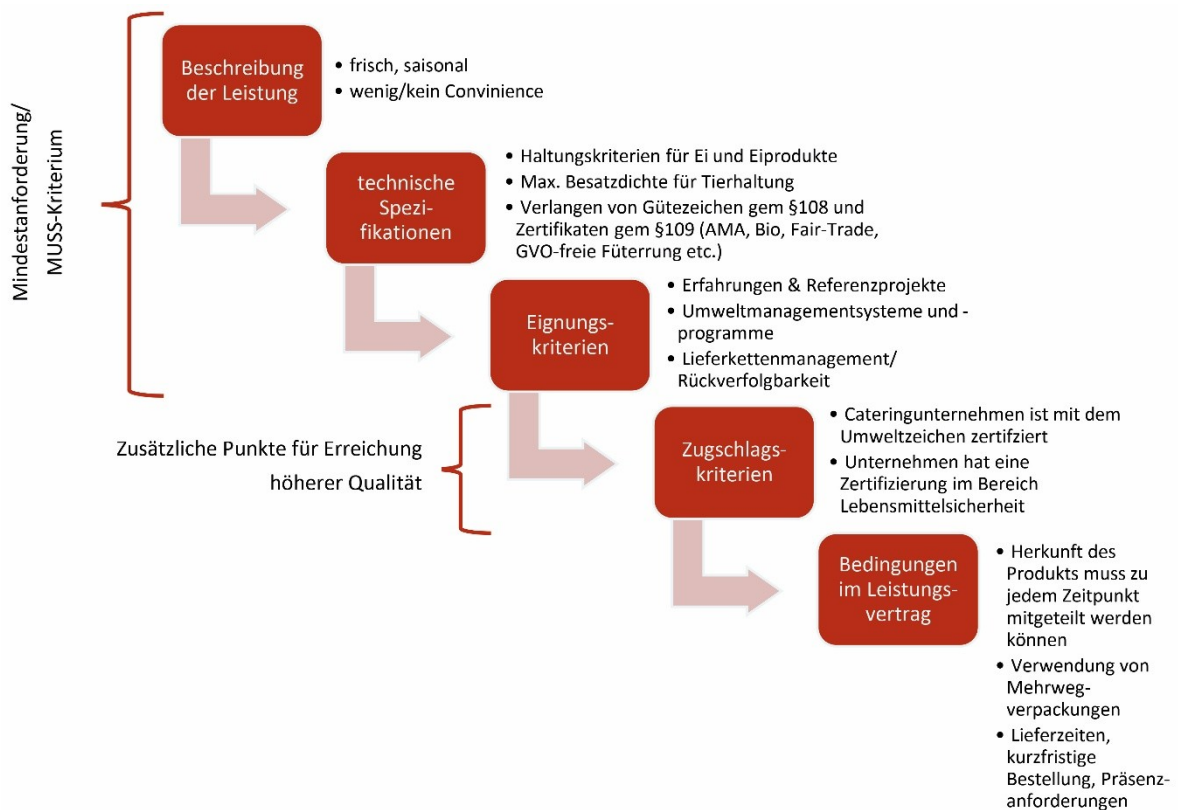 Mindestanforderung/
MUSS-Kriterium
Beschreibung
der Leistung
• frisch, saisonal
• wenig/kein Convinience
technische
Spezi-
fikationen
• Haltungskriterien für Ei und Eiprodukte
• Max. Besatzdichte für Tierhaltung
• Verlangen von Gütezeichen gem §108 und
Zertifikaten gem §109 (AMA, Bio, Fair-Trade,
GVO-freie Füterrung etc.)
Eignungs-
kriterien
• Erfahrungen & Referenzprojekte
• Umweltmanagementsysteme und -
programme
• Lieferkettenmanagement/
Rückverfolgbarkeit
Zusätzliche Punkte für Erreichung
höherer Qualität
Zugschlags-
kriterien
• Cateringunternehmen ist mit dem
Umweltzeichen zertifziert
• Unternehmen hat eine
Zertifizierung im Bereich
Lebensmittelsicherheit
Bedingungen
im Leistungs-
vertrag
• Herkunft des
Produkts muss zu
jedem Zeitpunkt
mitgeteilt werden
können
• Verwendung von
Mehrweg-
verpackungen
• Lieferzeiten,
kurzfristige
Bestellung, Präsenz-
anforderungen